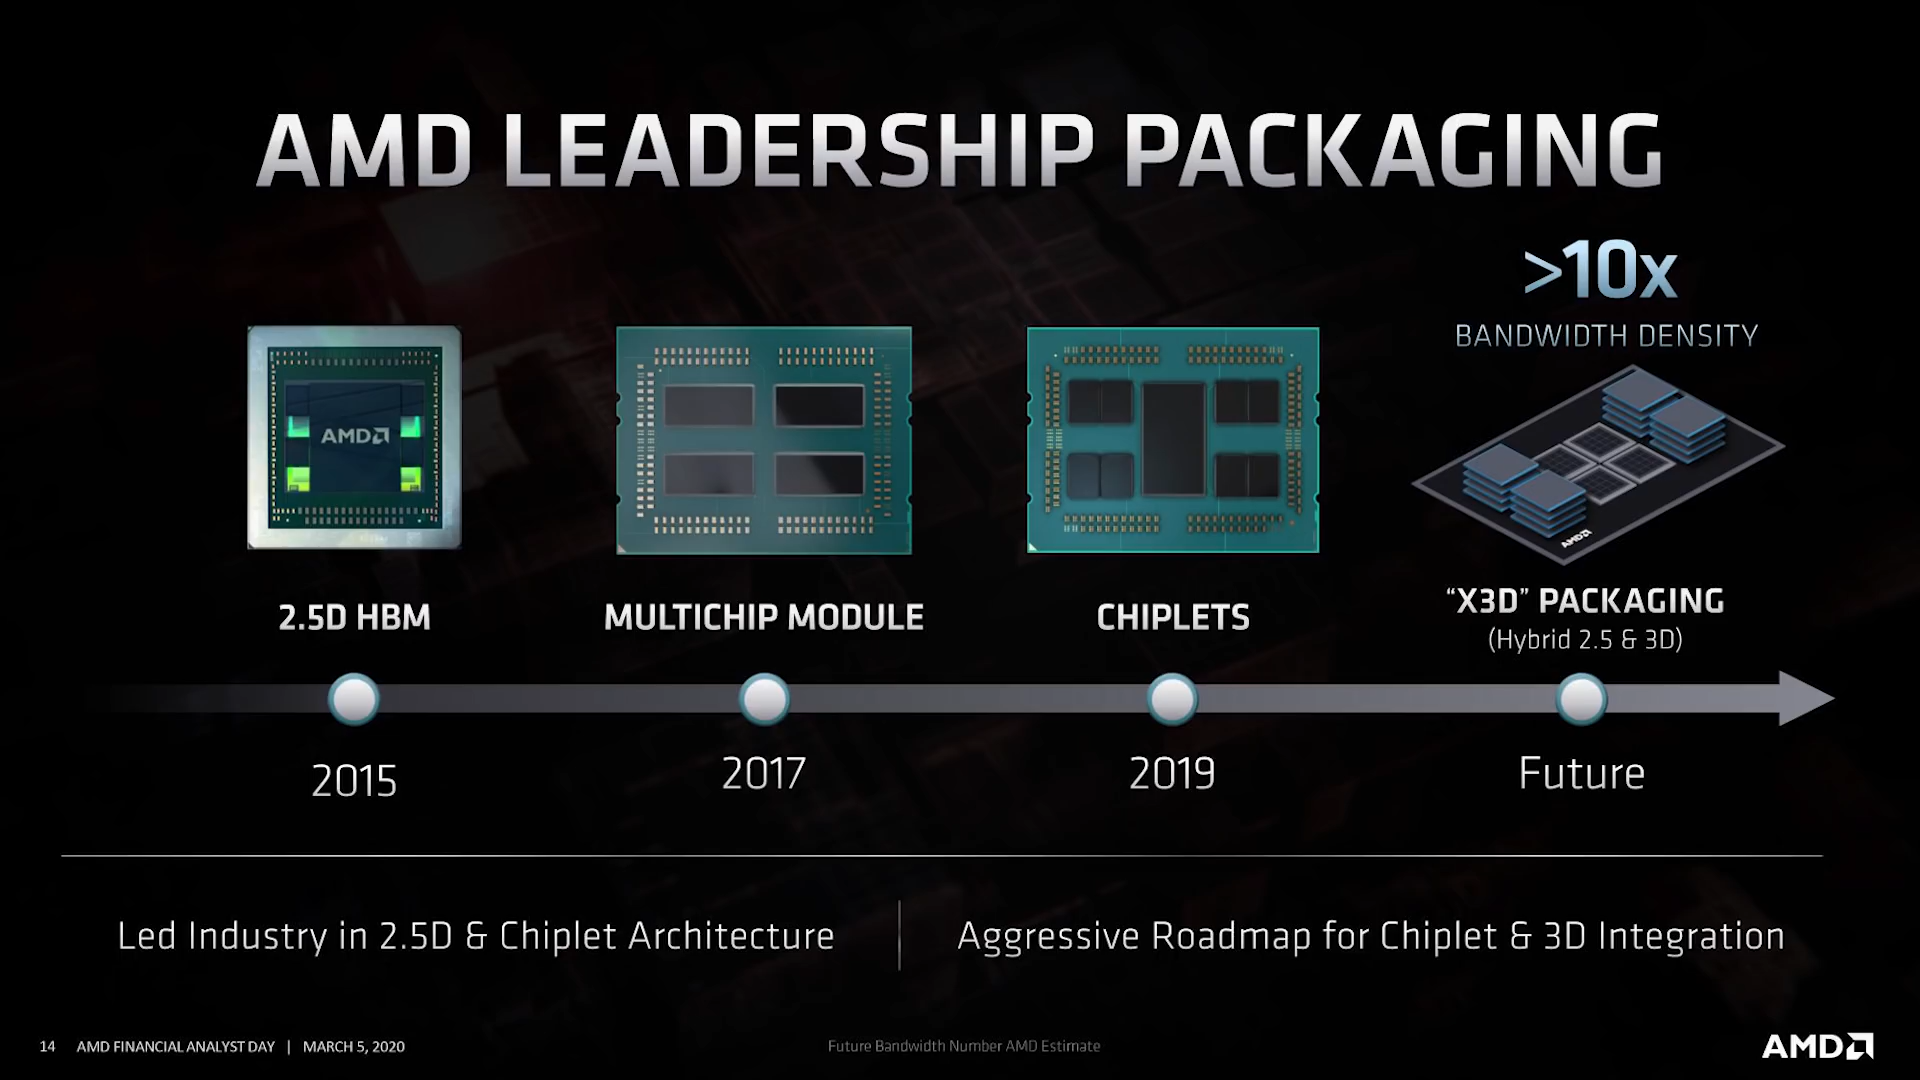 AMD LEADERSHIP PACKAGING
>10x
BANDWIDTH DENSITY
AMD
AMD
2.5D HBM
MULTICHIP MODULE
CHIPLETS
“X3D” PACKAGING
(Hybrid 2.5 & 3D)
2015
2017
2019
Future
Led Industry in 2.5D & Chiplet Architecture
Aggressive Roadmap for Chiplet & 3D Integration
14 AMD FINANCIAL ANALYST DAY | MARCH 5, 2020
Future Bandwidth Number AMD Estimate
AMD